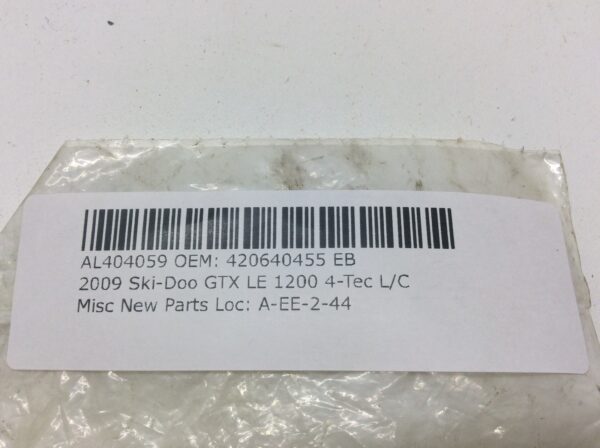 AL404059 OEM: 420640455 EB
2009 Ski-Doo GTX LE 1200 4-Tec L/C
Misc New Parts Loc: A-EE-2-44